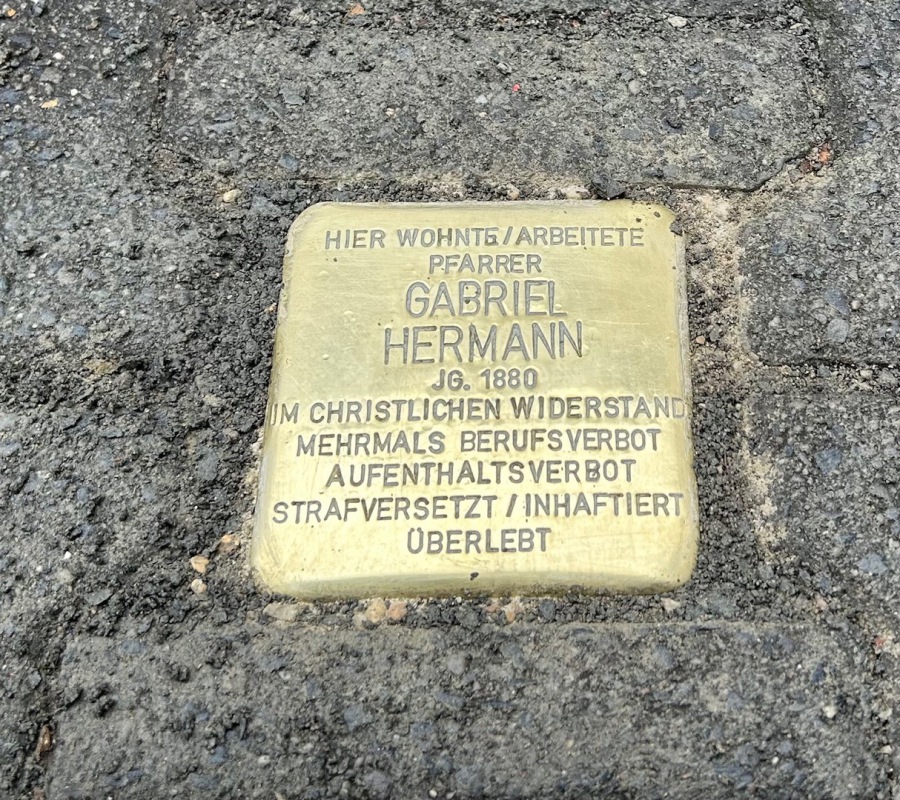 HIER WOHNTE/ARBEITETE
PFARRER
GABRIEL
HERMANN
JG. 1880
IM CHRISTLICHEN WIDERSTAND
MEHRMALS BERUFSVERBOT
AUFENTHALTSVERBOT
STRAFVERSETZT / INHAFTIERT
ÜBERLEBT